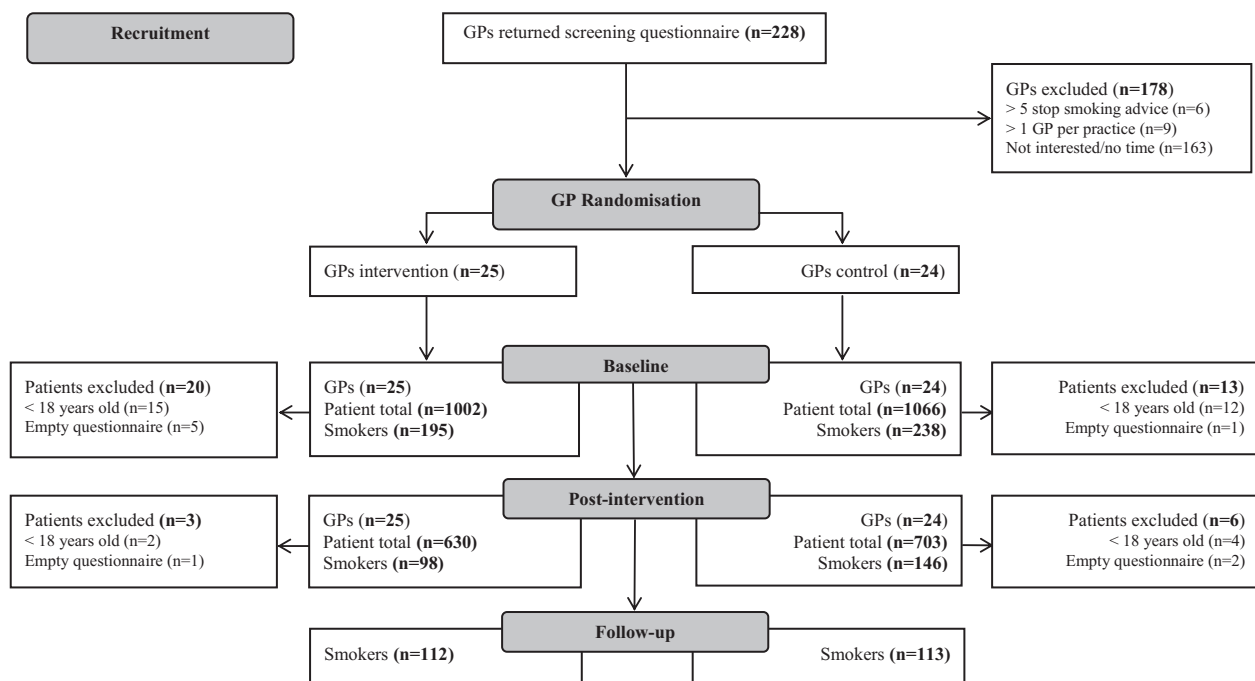 Recruitment
GPs returned screening questionnaire (n=228)
GPs excluded (n=178)
> 5 stop smoking advice (n=6)
> 1 GP per practice (n=9)
Not interested/no time (n=163)
GP Randomisation
GPs intervention (n=25)
GPs control (n=24)
Baseline
Patients excluded (n=20)
< 18 years old (n=15)
Empty questionnaire (n=5)
GPs (n=25)
Patient total (n=1002)
Smokers (n=195)
GPs (n=24)
Patient total (n=1066)
Smokers (n=238)
Patients excluded (n=13)
< 18 years old (n=12)
Empty questionnaire (n=1)
Post-intervention
Patients excluded (n=3)
< 18 years old (n=2)
Empty questionnaire (n=1)
GPs (n=25)
Patient total (n=630)
Smokers (n=98)
GPs (n=24)
Patient total (n=703)
Smokers (n=146)
Patients excluded (n=6)
< 18 years old (n=4)
Empty questionnaire (n=2)
Follow-up
Smokers (n=112)
Smokers (n=113)